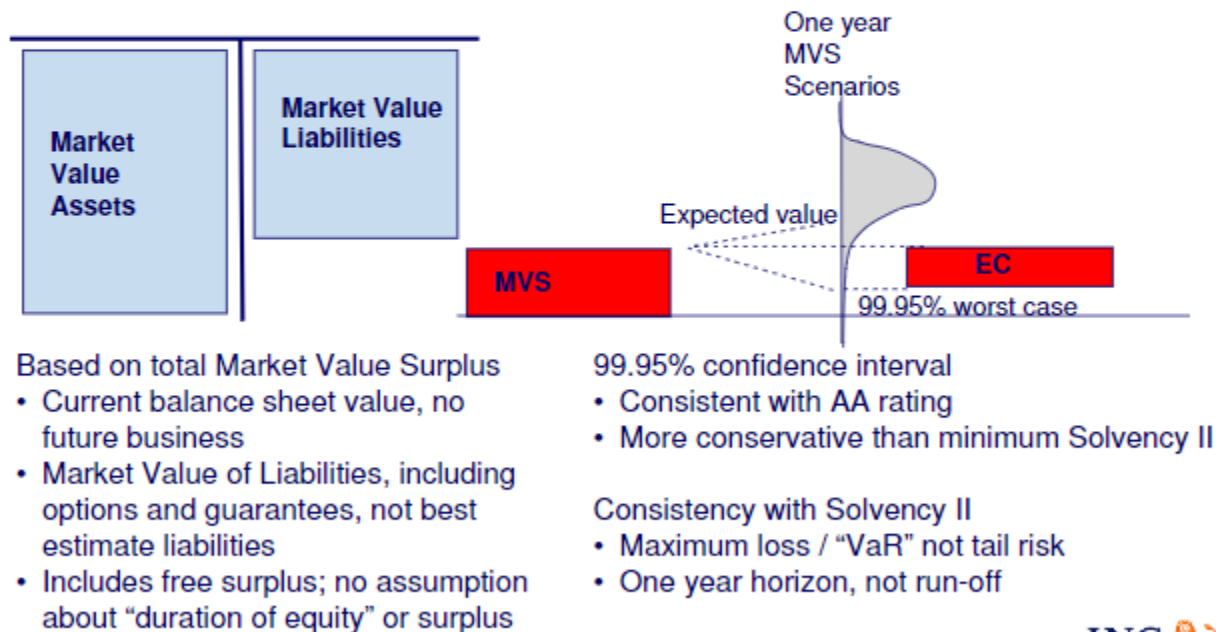 One year
MVS
Scenarios
Market Value
Liabilities
Market
Value
Assets
Expected value
MVS
EC
99.95% worst case
Based on total Market Value Surplus
• Current balance sheet value, no
future business
• Market Value of Liabilities, including
options and guarantees, not best
estimate liabilities
• Includes free surplus; no assumption
about “duration of equity” or surplus
99.95% confidence interval
• Consistent with AA rating
• More conservative than minimum Solvency II
Consistency with Solvency II
• Maximum loss / “VaR” not tail risk
• One year horizon, not run-off
ING